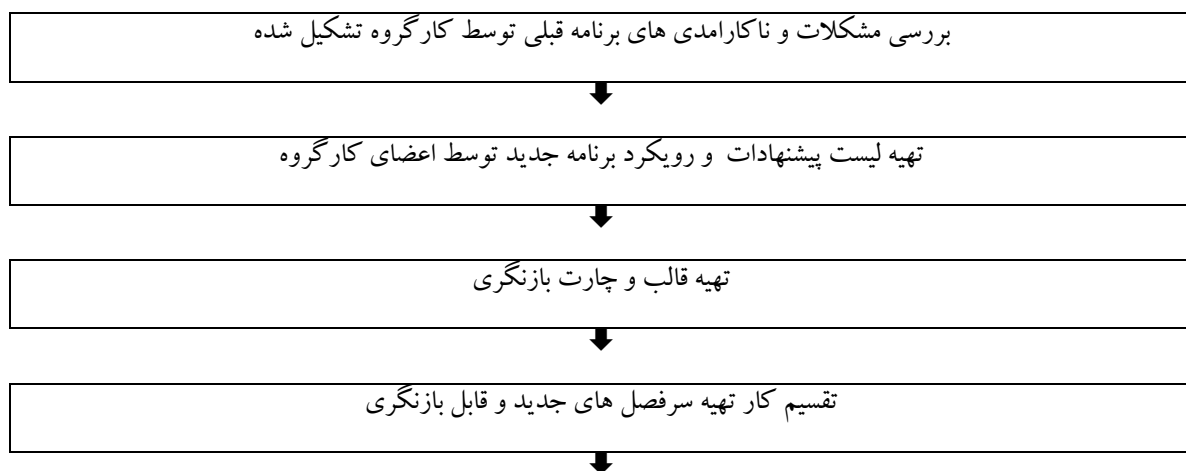 بررسی مشکلات و ناکارامدی های برنامه قبلی توسط کارگروه تشکیل شده
تهیه لیست پیشنهادات و رویکرد برنامه جدید توسط اعضای کارگروه
تهیه قالب و چارت بازنگری
تقسیم کار تهیه سرفصل های جدید و قابل بازنگری